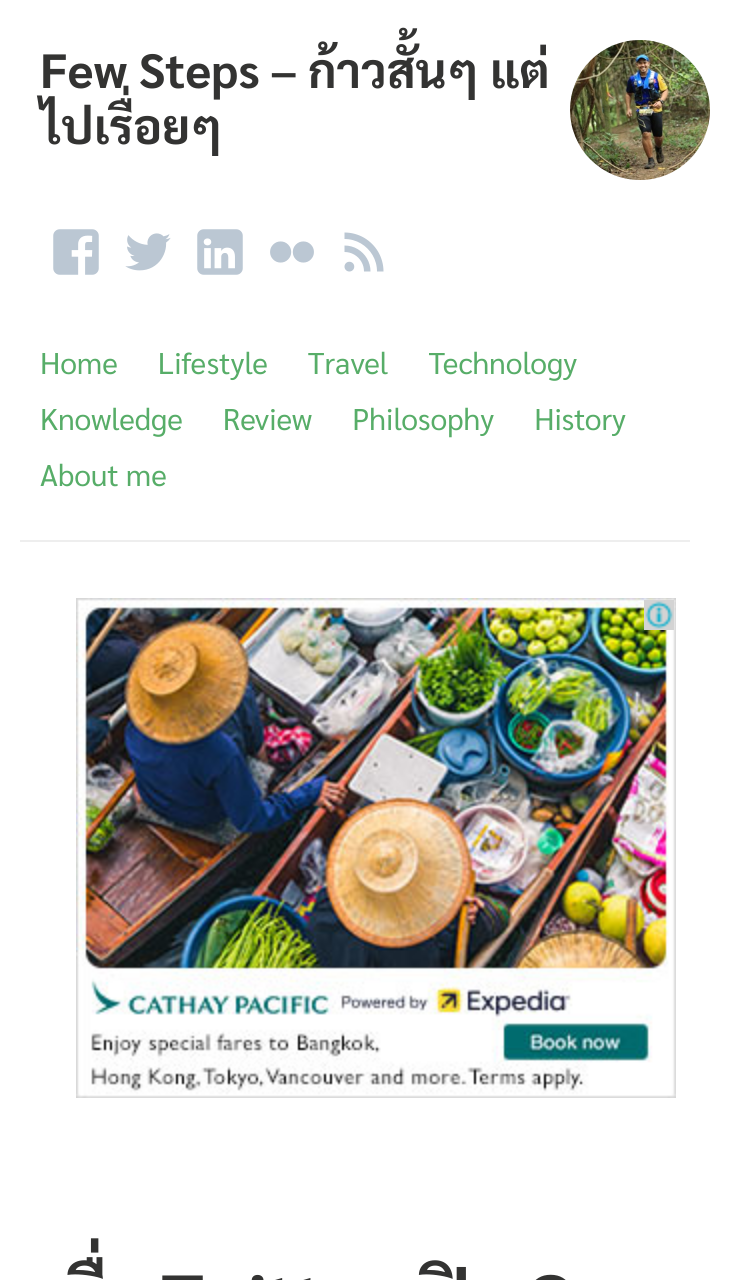 Few Steps – ก้าวสั้นๆ แต่
ไปเรื่อยๆ
Home Lifestyle Travel Technology
Knowledge Review Philosophy History
About me
CATHAY PACIFIC Powered by Expedia
Enjoy special fares to Bangkok, Book now
Hong Kong, Tokyo, Vancouver and more. Terms apply.